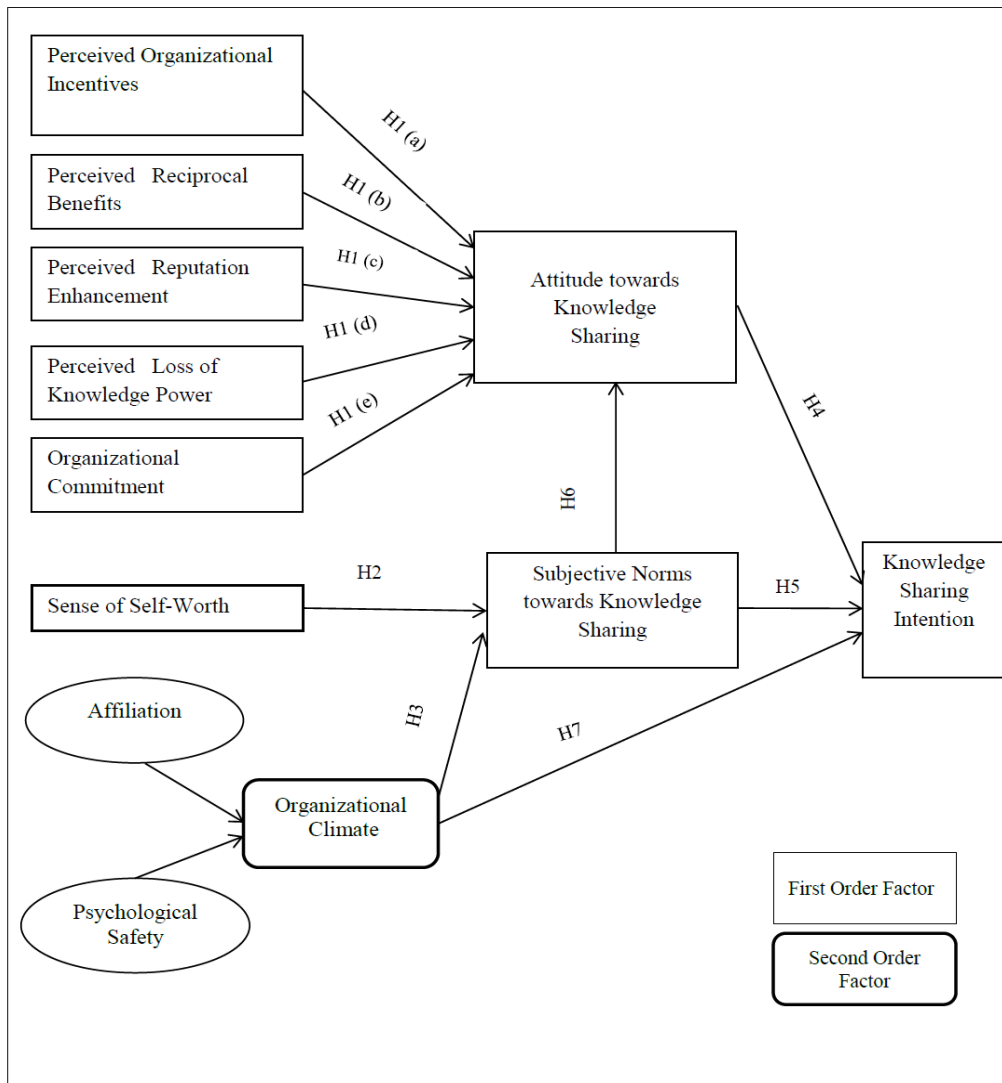 Perceived Organizational
Incentives
H1 (a)
Perceived Reciprocal
Benefits
H1 (b)
Perceived Reputation
Enhancement
H1 (c)
Perceived Loss of
Knowledge Power
H1 (d)
Organizational
Commitment
H1 (e)
Attitude towards
Knowledge
Sharing
H4
H6
Sense of Self-Worth
H2
Subjective Norms
towards Knowledge
Sharing
H5
Knowledge
Sharing
Intention
Affiliation
H3
H7
Organizational
Climate
Psychological
Safety
First Order Factor
Second Order
Factor